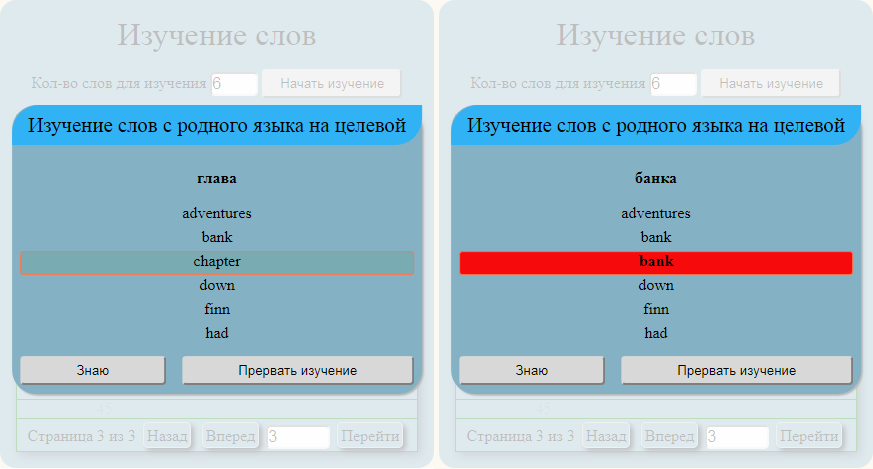 Изучение слов
Кол-во слов для изучения 6 Начать изучение
Изучение слов с родного языка на целевой
глава
adventures
bank
chapter
down
finn
had
Знаю Прервать изучение
Страница 3 из 3 Назад Вперед 3 Перейти
Изучение слов
Кол-во слов для изучения 6 Начать изучение
Изучение слов с родного языка на целевой
банка
adventures
bank
bank
down
finn
had
Знаю Прервать изучение
Страница 3 из 3 Назад Вперед 3 Перейти